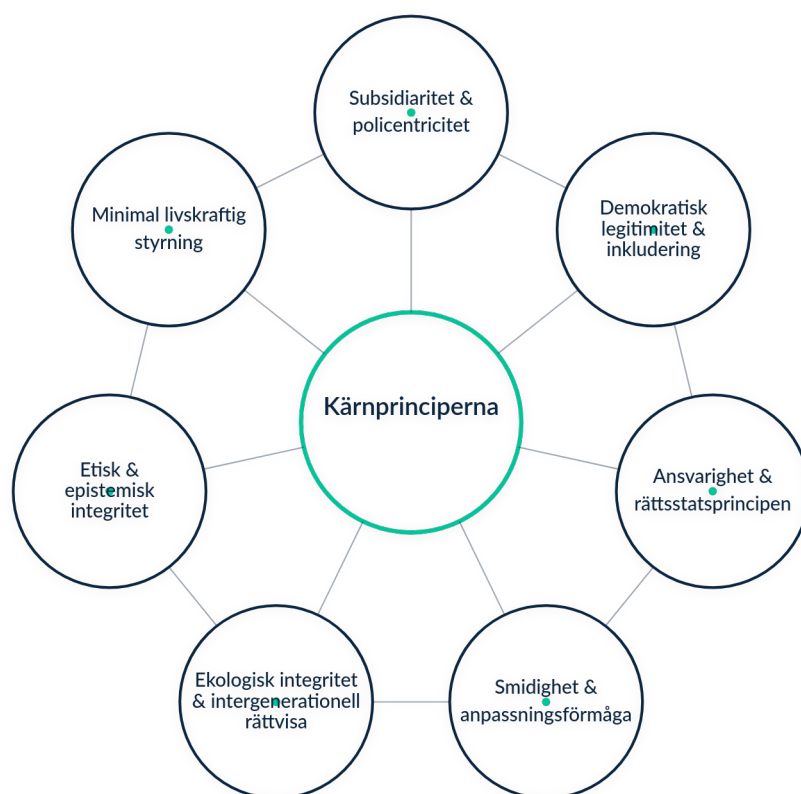 Subsidiaritet &
policentricitet
Demokratisk
legitimitet &
inkludering
Minimal livskraftig
styrning
Kärnprinciperna
Ansvarighet &
rättsstatsprincipen
Etisk &
epistemisk
integritet
Ekologisk integritet
& intergenerationell
rättvisa
Smidighet &
anpassningsförmåga